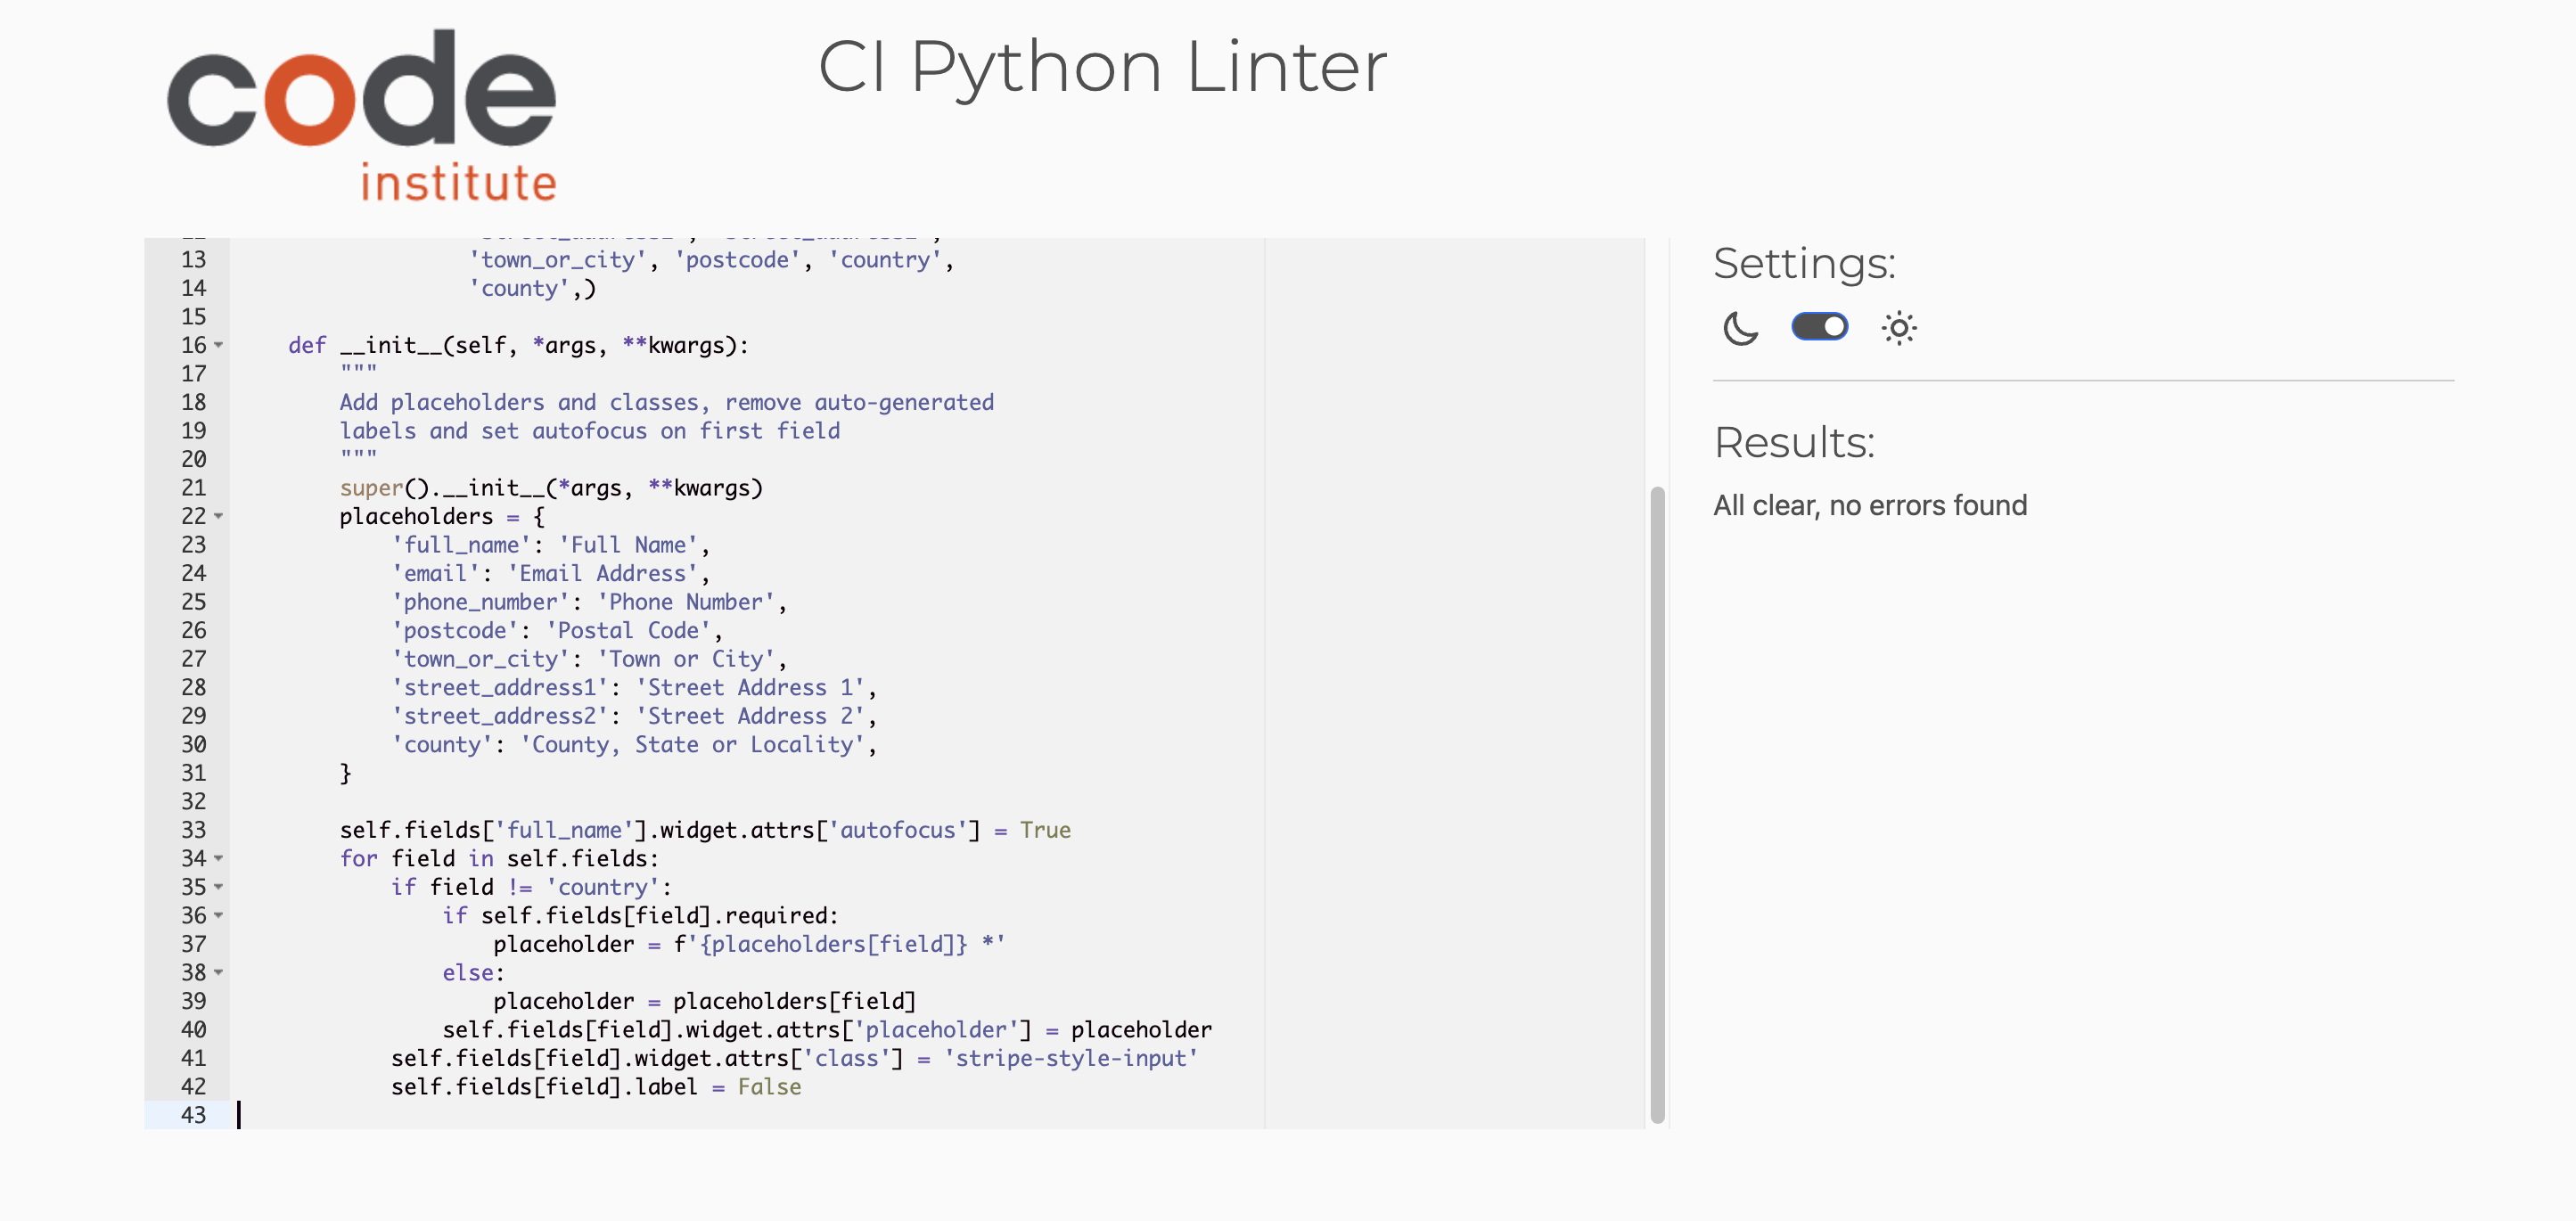 code
institute
CI Python Linter
13 'town_or_city', 'postcode', 'country',
14 'county',)
15
16 def __init__(self, *args, **kwargs):
17 """
18 Add placeholders and classes, remove auto-generated
19 labels and set autofocus on first field
20 """
21 super().__init__(*args, **kwargs)
22 placeholders = {
23 'full_name': 'Full Name',
24 'email': 'Email Address',
25 'phone_number': 'Phone Number',
26 'postcode': 'Postal Code',
27 'town_or_city': 'Town or City',
28 'street_address1': 'Street Address 1',
29 'street_address2': 'Street Address 2',
30 'county': 'County, State or Locality',
31 }
32
33 self.fields['full_name'].widget.attrs['autofocus'] = True
34 for field in self.fields:
35 if field != 'country':
36 if self.fields[field].required:
37 placeholder = f'{placeholders[field]} *'
38 else:
39 placeholder = placeholders[field]
40 self.fields[field].widget.attrs['placeholder'] = placeholder
41 self.fields[field].widget.attrs['class'] = 'stripe-style-input'
42 self.fields[field].label = False
43
Settings:
Results:
All clear, no errors found